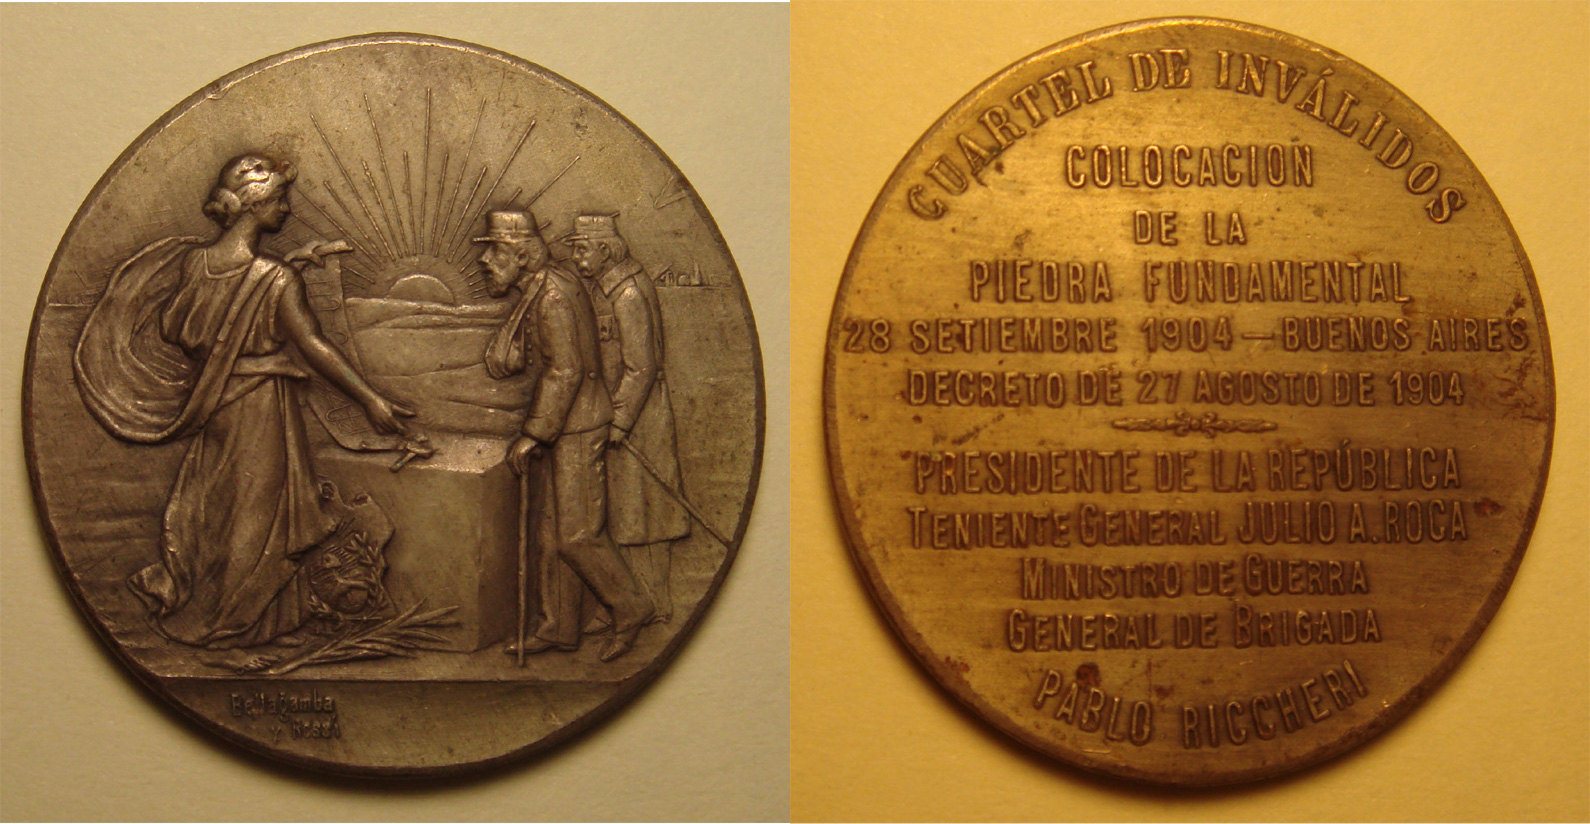 Bellagamba
y Rossi
CUARTEL DE INVÁLIDOS
COLOCACION
DE LA
PIEDRA FUNDAMENTAL
28 SETIEMBRE 1904 — BUENOS AIRES
DECRETO DE 27 AGOSTO DE 1904
PRESIDENTE DE LA REPÚBLICA
TENIENTE GENERAL JULIO A. ROCA
MINISTRO DE GUERRA
GENERAL DE BRIGADA
PABLO RICCHERI